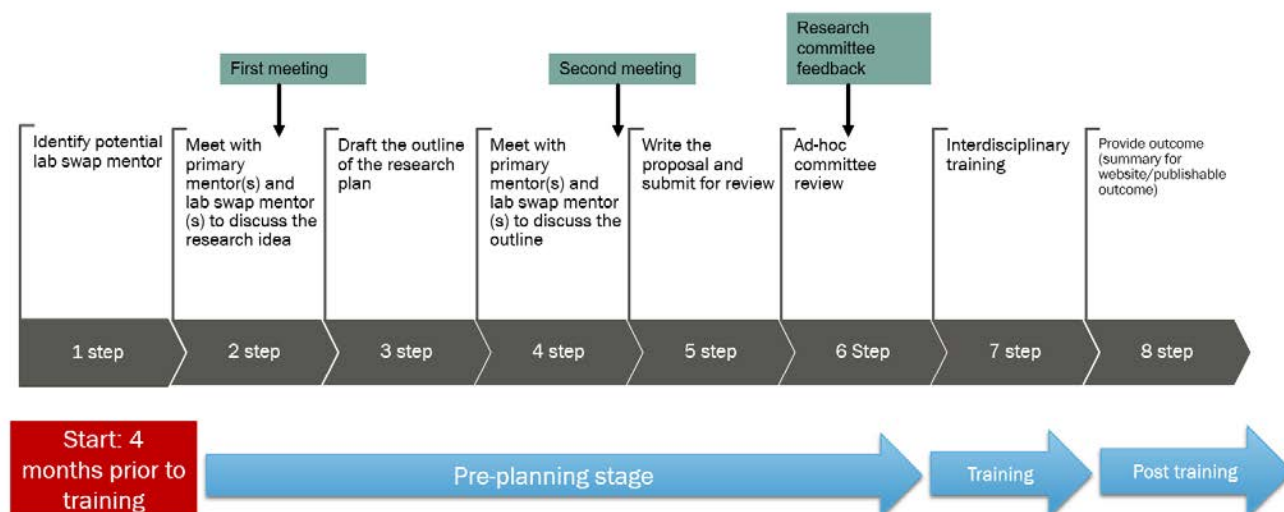 Research
committee
feedback
First meeting
Second meeting
Identify potential
lab swap mentor
Meet with
primary
mentor(s) and
lab swap mentor
(s) to discuss the
research idea
Draft the outline
of the research
plan
Meet with
primary
mentor(s) and
lab swap mentor
(s) to discuss the
outline
Write the
proposal and
submit for review
Ad-hoc
committee
review
Interdisciplinary
training
Provide outcome
(summary for
website/publishable
outcome)
1 step
2 step
3 step
4 step
5 step
6 Step
7 step
8 step
Start: 4
months prior to
training
Pre-planning stage
Training
Post training